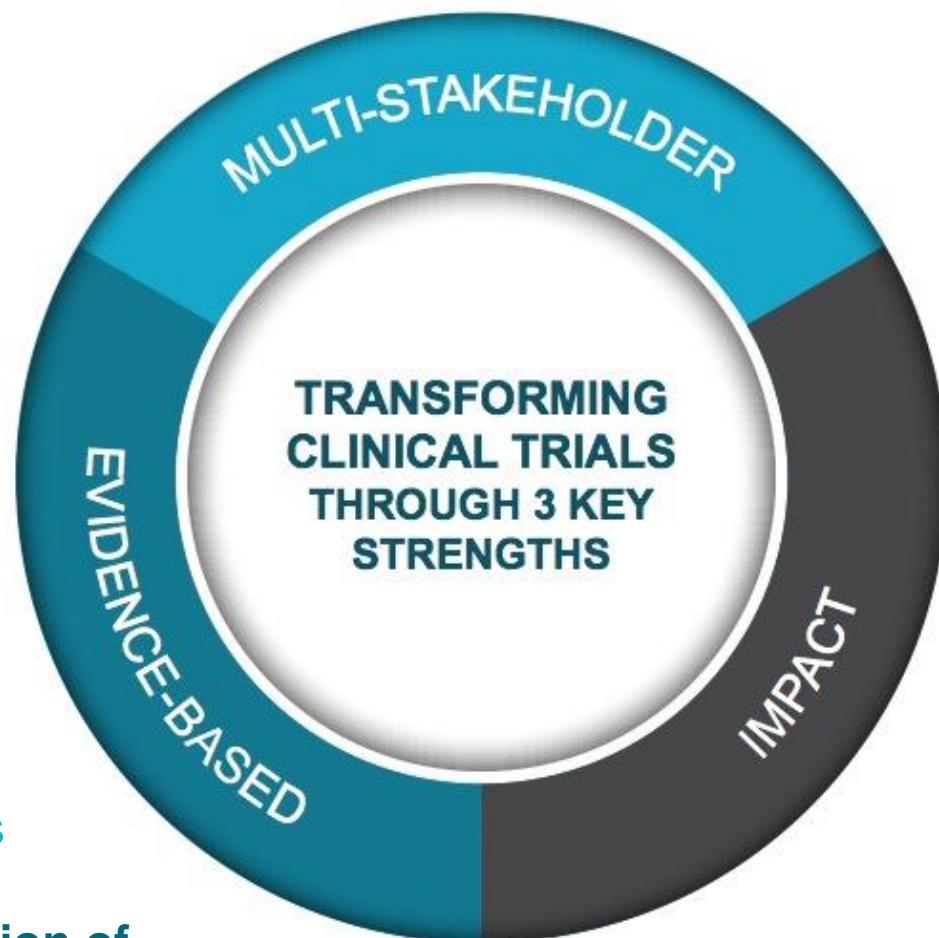 MULTI-STAKEHOLDER
TRANSFORMING
CLINICAL TRIALS
THROUGH 3 KEY
STRENGTHS
EVIDENCE-BASED
IMPACT